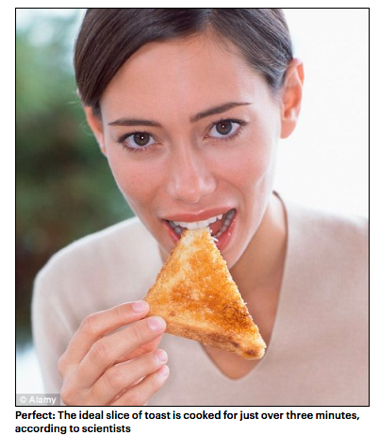 © Alamy
Perfect: The ideal slice of toast is cooked for just over three minutes,
according to scientists